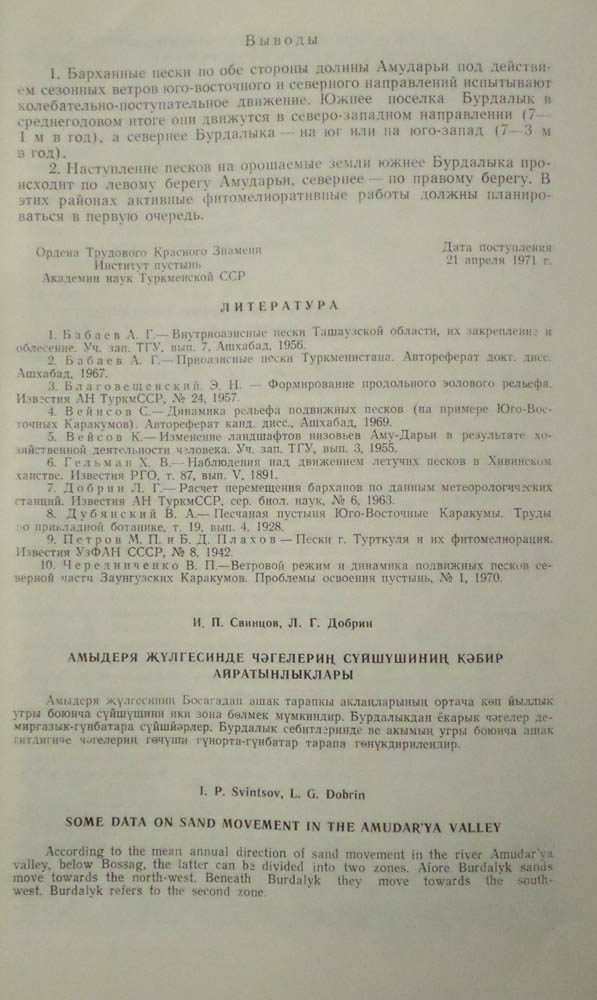 Выводы
1. Барханные пески по обе стороны долины Амударьи под действи-
ем сезонных ветров юго-восточного и северного направлений испытывают
колебательно-поступательное движение. Южнее поселка Бурдалык в
среднегодовом итоге они движутся в северо-западном направлении (7—
1 м в год), а севернее Бурдалыка — на юг или на юго-запад (7—3 м
в год).
2. Наступление песков на орошаемые земли южнее Бурдалыка про-
исходит по левому берегу Амударьи, севернее — по правому берегу. В
этих районах активные фитомелиоративные работы должны планиро-
ваться в первую очередь.
Ордена Трудового Красного Знамени
Институт пустынь
Академии наук Туркменской ССР
Дата поступления
21 апреля 1971 г.
ЛИТЕРАТУРА
1. Бабаев А. Г.— Внутриоазисные пески Ташаузской области, их закрепление и
облесение. Уч. зап. ТГУ, вып. 7, Ашхабад, 1956.
2. Бабаев А. Г.— Приоазисные пески Туркменистана. Автореферат докт. дисс.
Ашхабад, 1967.
3. Благовещенский Э. Н. — Формирование продольного эолового рельефа.
Известия АН ТуркмССР, № 24, 1957.
4. Вейисов С.— Динамика рельефа подвижных песков (на примере Юго-Вос-
точных Каракумов). Автореферат канд. дисс., Ашхабад, 1969.
5. Вейсов К.— Изменение ландшафтов низовьев Аму-Дарьи в результате хо-
зяйственной деятельности человека. Уч. зап. ТГУ, вып. 3, 1955.
6. Гельман Х. В.— Наблюдения над движением летучих песков в Хивинском
ханстве. Известия РГО, т. 87, вып. V, 1891.
7. Добрин Л. Г.— Расчет перемещения барханов по данным метеорологических
станций. Известия АН ТуркмССР, сер. биол. наук, № 6, 1963.
8. Дубянский В. А.— Песчаная пустыня Юго-Восточные Каракумы. Труды
по прикладной ботанике, т. 19, вып. 4, 1928.
9. Петров М. П. и Б. Д. Плахов — Пески г. Турткуля и их фитомелиорация.
Известия УзФАН СССР, № 8, 1942.
10. Чередниченко В. П.—Ветровой режим и динамика подвижных песков се-
верной части Заунгузских Каракумов. Проблемы освоения пустынь, № 1, 1970.
И. П. Свинцов, Л. Г. Добрин
АМЫДЕРЯ ҖҮЛГЕСИНДЕ ЧӘГЕЛЕРИҢ СҮЙШҮШИНИҢ КӘБИР
АЙРАТЫНЛЫКЛАРЫ
Амыдеря җүлгесиниң Босагадан ашак тарапкы акланларының ортача көп йыллык
угры боюнча сүйшүшини ики зона бөлмек мүмкиндир. Бурдалыкдан ёкарык чәгелер де-
миргазык-гүнбатара сүйшйәрлер. Бурдалык себитлеринде ве акымың угры боюнча ашак
гитдигиче чәгелериң гөчүши гүнорта-гүнбатар тарапа гөнүкдирилендир.
I. P. Svintsov, L. G. Dobrin
SOME DATA ON SAND MOVEMENT IN THE AMUDAR'YA VALLEY
According to the mean annual direction of sand movement in the river Amudar'ya
valley, below Bossag, the latter can be divided into two zones. Afore Burdalyk sands
move towards the north-west. Beneath Burdalyk they move towards the south-
west. Burdalyk refers to the second zone.